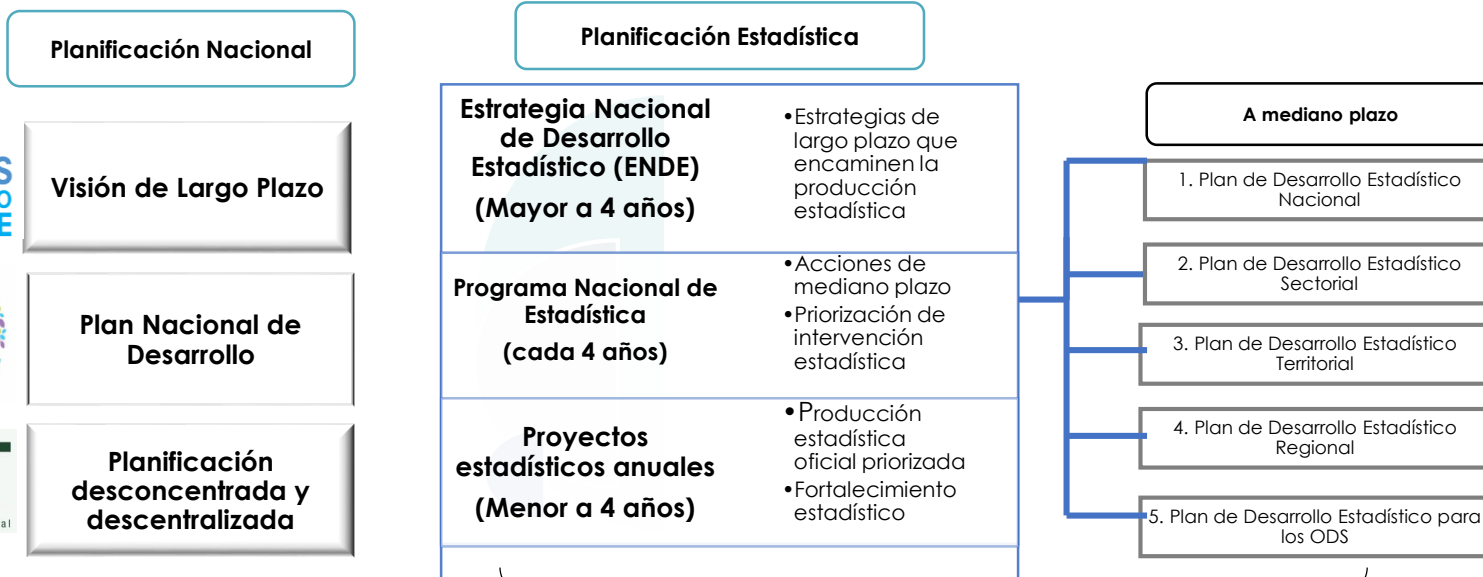 Planificación Nacional
Visión de Largo Plazo
Plan Nacional de
Desarrollo
Planificación
desconcentrada y
descentralizada
Planificación Estadística
Estrategia Nacional
de Desarrollo
Estadístico (ENDE)
(Mayor a 4 años)
•Estrategias de
largo plazo que
encaminen la
producción
estadística
Programa Nacional de
Estadística
(cada 4 años)
•Acciones de
mediano plazo
•Priorización de
intervención
estadística
Proyectos
estadísticos anuales
(Menor a 4 años)
•Producción
estadística
oficial priorizada
•Fortalecimiento
estadístico
A mediano plazo
1. Plan de Desarrollo Estadístico
Nacional
2. Plan de Desarrollo Estadístico
Sectorial
3. Plan de Desarrollo Estadístico
Territorial
4. Plan de Desarrollo Estadístico
Regional
5. Plan de Desarrollo Estadístico para
los ODS